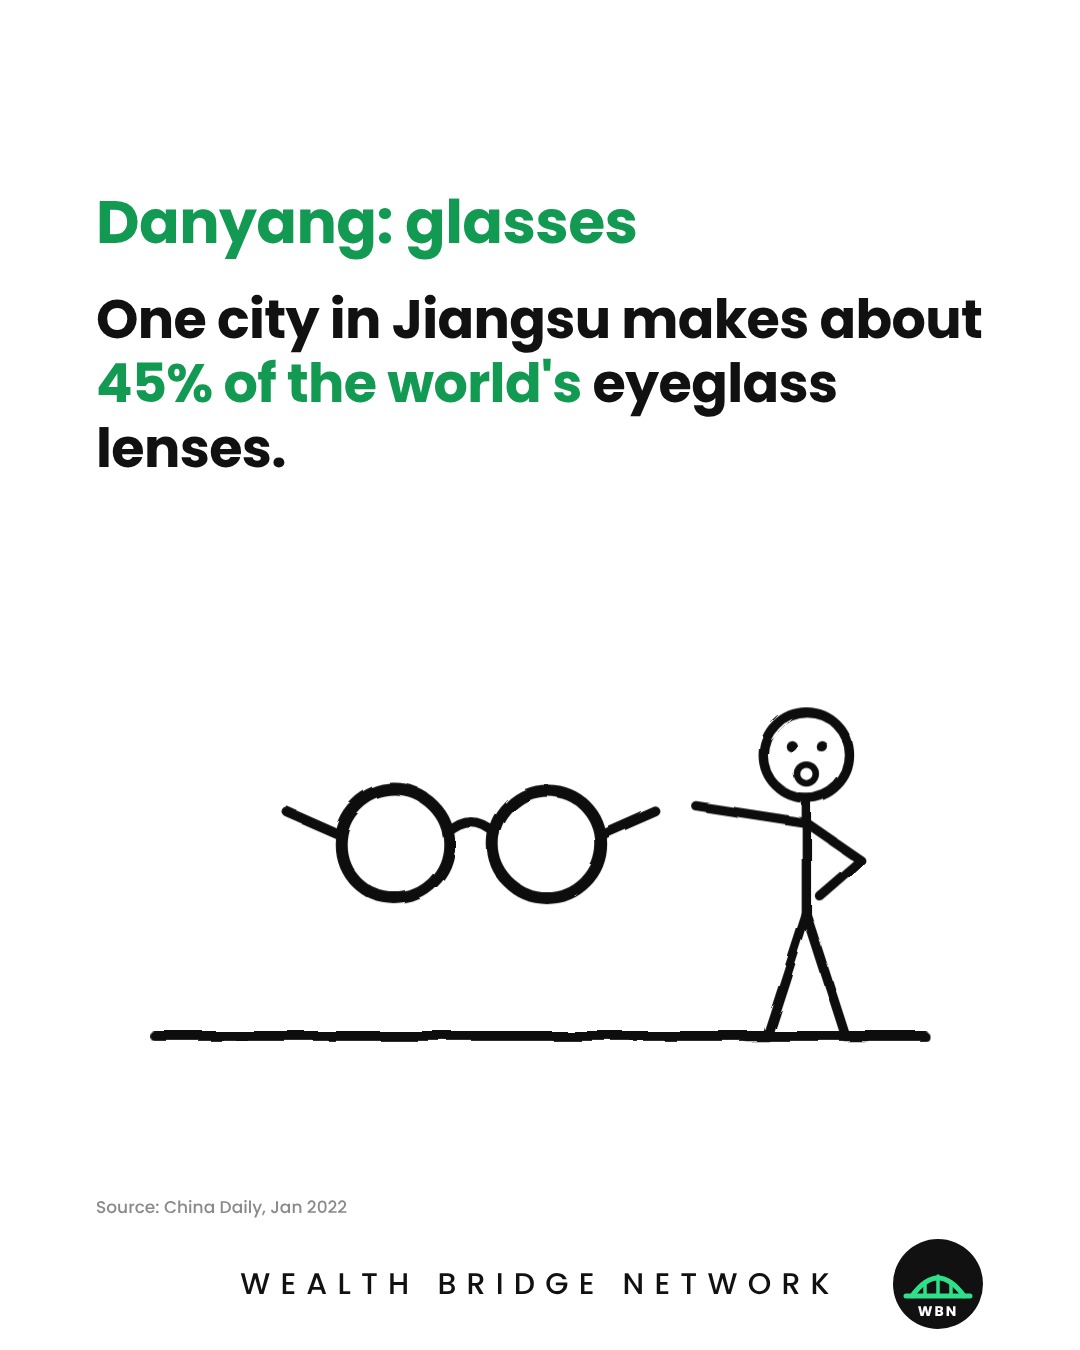 Danyang: glasses
One city in Jiangsu makes about
45% of the world's eyeglass
lenses.
Source: China Daily, Jan 2022
WEALTH BRIDGE NETWORK
WBN